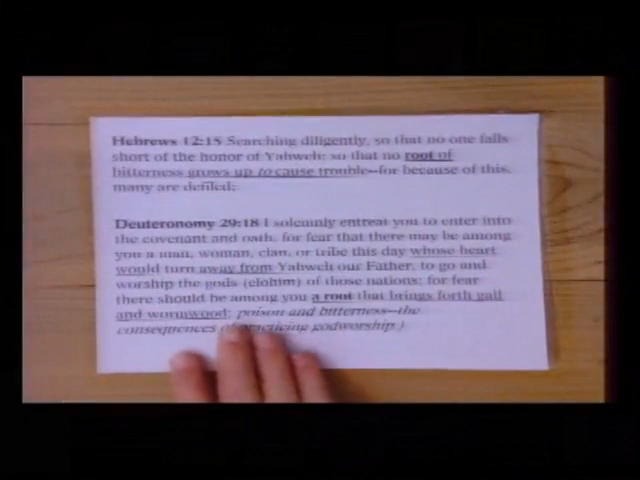 Hebrews 12:15 Searching diligently, so that no one falls
short of the honor of Yahweh; so that no root of
bitterness grows up to cause trouble--for because of this,
many are defiled;
Deuteronomy 29:18 I solemnly entreat you to enter into
the covenant and oath, for fear that there may be among
you a man, woman, clan, or tribe this day whose heart
would turn away from Yahweh our Father, to go and
worship the gods (elohim) of those nations; for fear
there should be among you a root that brings forth gall
and wormwood; poison and bitterness--the
consequences of practicing godworship.)